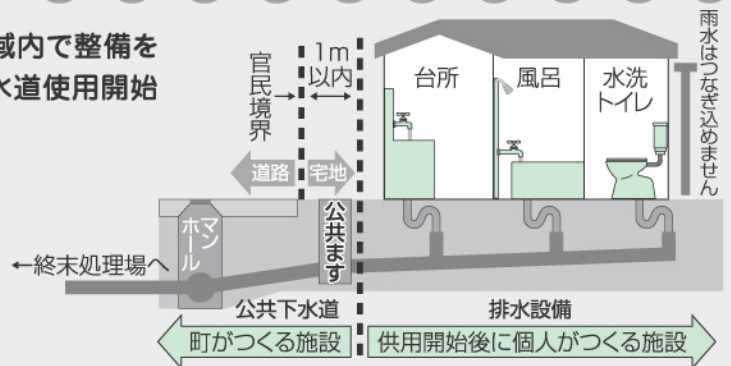 域内で整備を
水道使用開始
官民境界→
1m
以内
道路
宅地
台所
風呂
水洗
トイレ
雨水はつなぎ込めません
マンホール
公共ます
←終末処理場へ
公共下水道
排水設備
町がつくる施設
供用開始後に個人がつくる施設